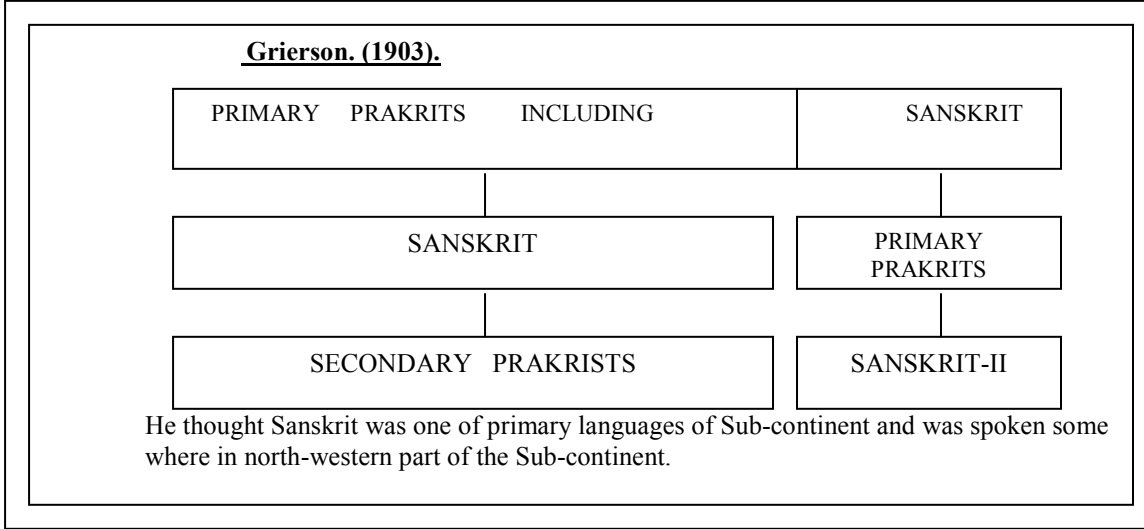 Grierson. (1903).
PRIMARY PRAKRITS INCLUDING SANSKRIT
SANSKRIT
PRIMARY
PRAKRITS
SECONDARY PRAKRISTS
SANSKRIT-II
He thought Sanskrit was one of primary languages of Sub-continent and was spoken some
where in north-western part of the Sub-continent.